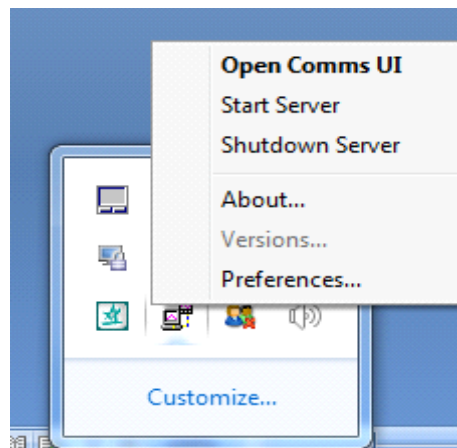 Open Comms UI
Start Server
Shutdown Server
About...
Versions...
Preferences...
Customize...